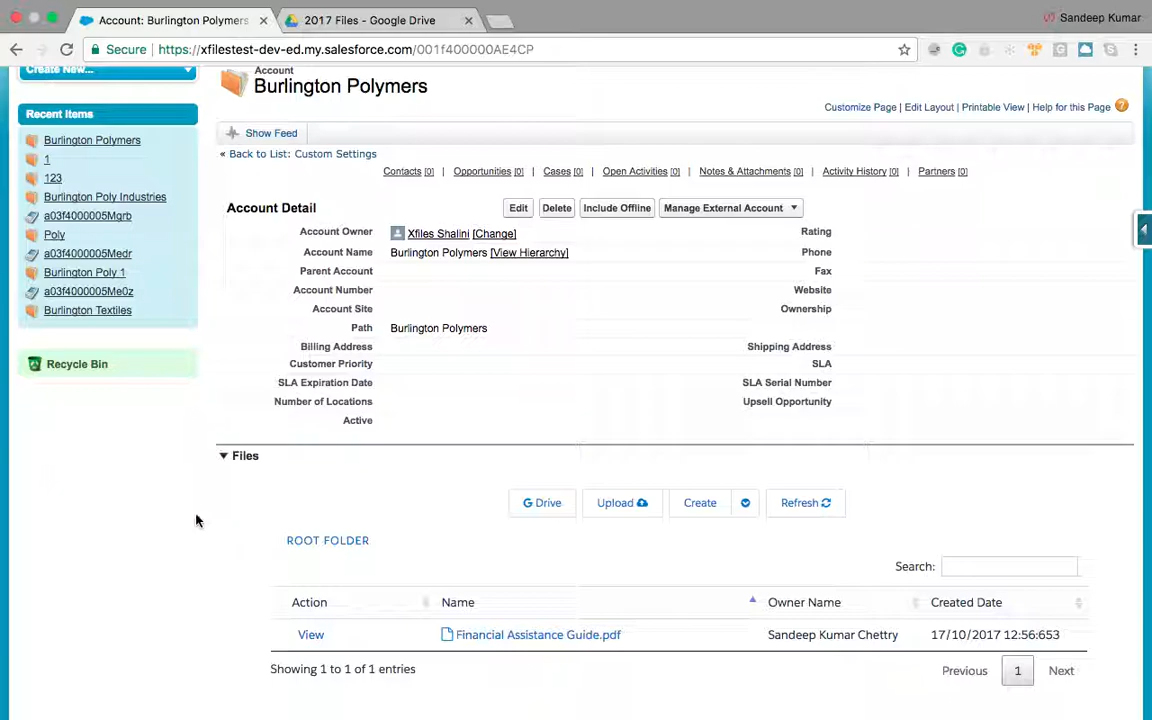 Account: Burlington Polymers
2017 Files - Google Drive
Sandeep Kumar
Secure | https://xfilestest-dev-ed.my.salesforce.com/001f400000AE4CP
Create New...
Account
Burlington Polymers
Customize Page | Edit Layout | Printable View | Help for this Page ?
Recent Items
Burlington Polymers
1
123
Burlington Poly Industries
a03f4000005Mgrb
Poly
a03f4000005Medr
Burlington Poly 1
a03f4000005Me0z
Burlington Textiles
Recycle Bin
Show Feed
« Back to List: Custom Settings
Contacts [0] | Opportunities [0] | Cases [0] | Open Activities [0] | Notes & Attachments [0] | Activity History [0] | Partners [0]
Account Detail
Edit Delete Include Offline Manage External Account
Account Owner Xfiles Shalini [Change] Rating
Account Name Burlington Polymers [View Hierarchy] Phone
Parent Account Fax
Account Number Website
Account Site Ownership
Path Burlington Polymers
Billing Address Shipping Address
Customer Priority SLA
SLA Expiration Date SLA Serial Number
Number of Locations Upsell Opportunity
Active
Files
G Drive Upload Create Refresh
ROOT FOLDER
Search:
Action Name Owner Name Created Date
View Financial Assistance Guide.pdf Sandeep Kumar Chettry 17/10/2017 12:56:653
Showing 1 to 1 of 1 entries
Previous 1 Next